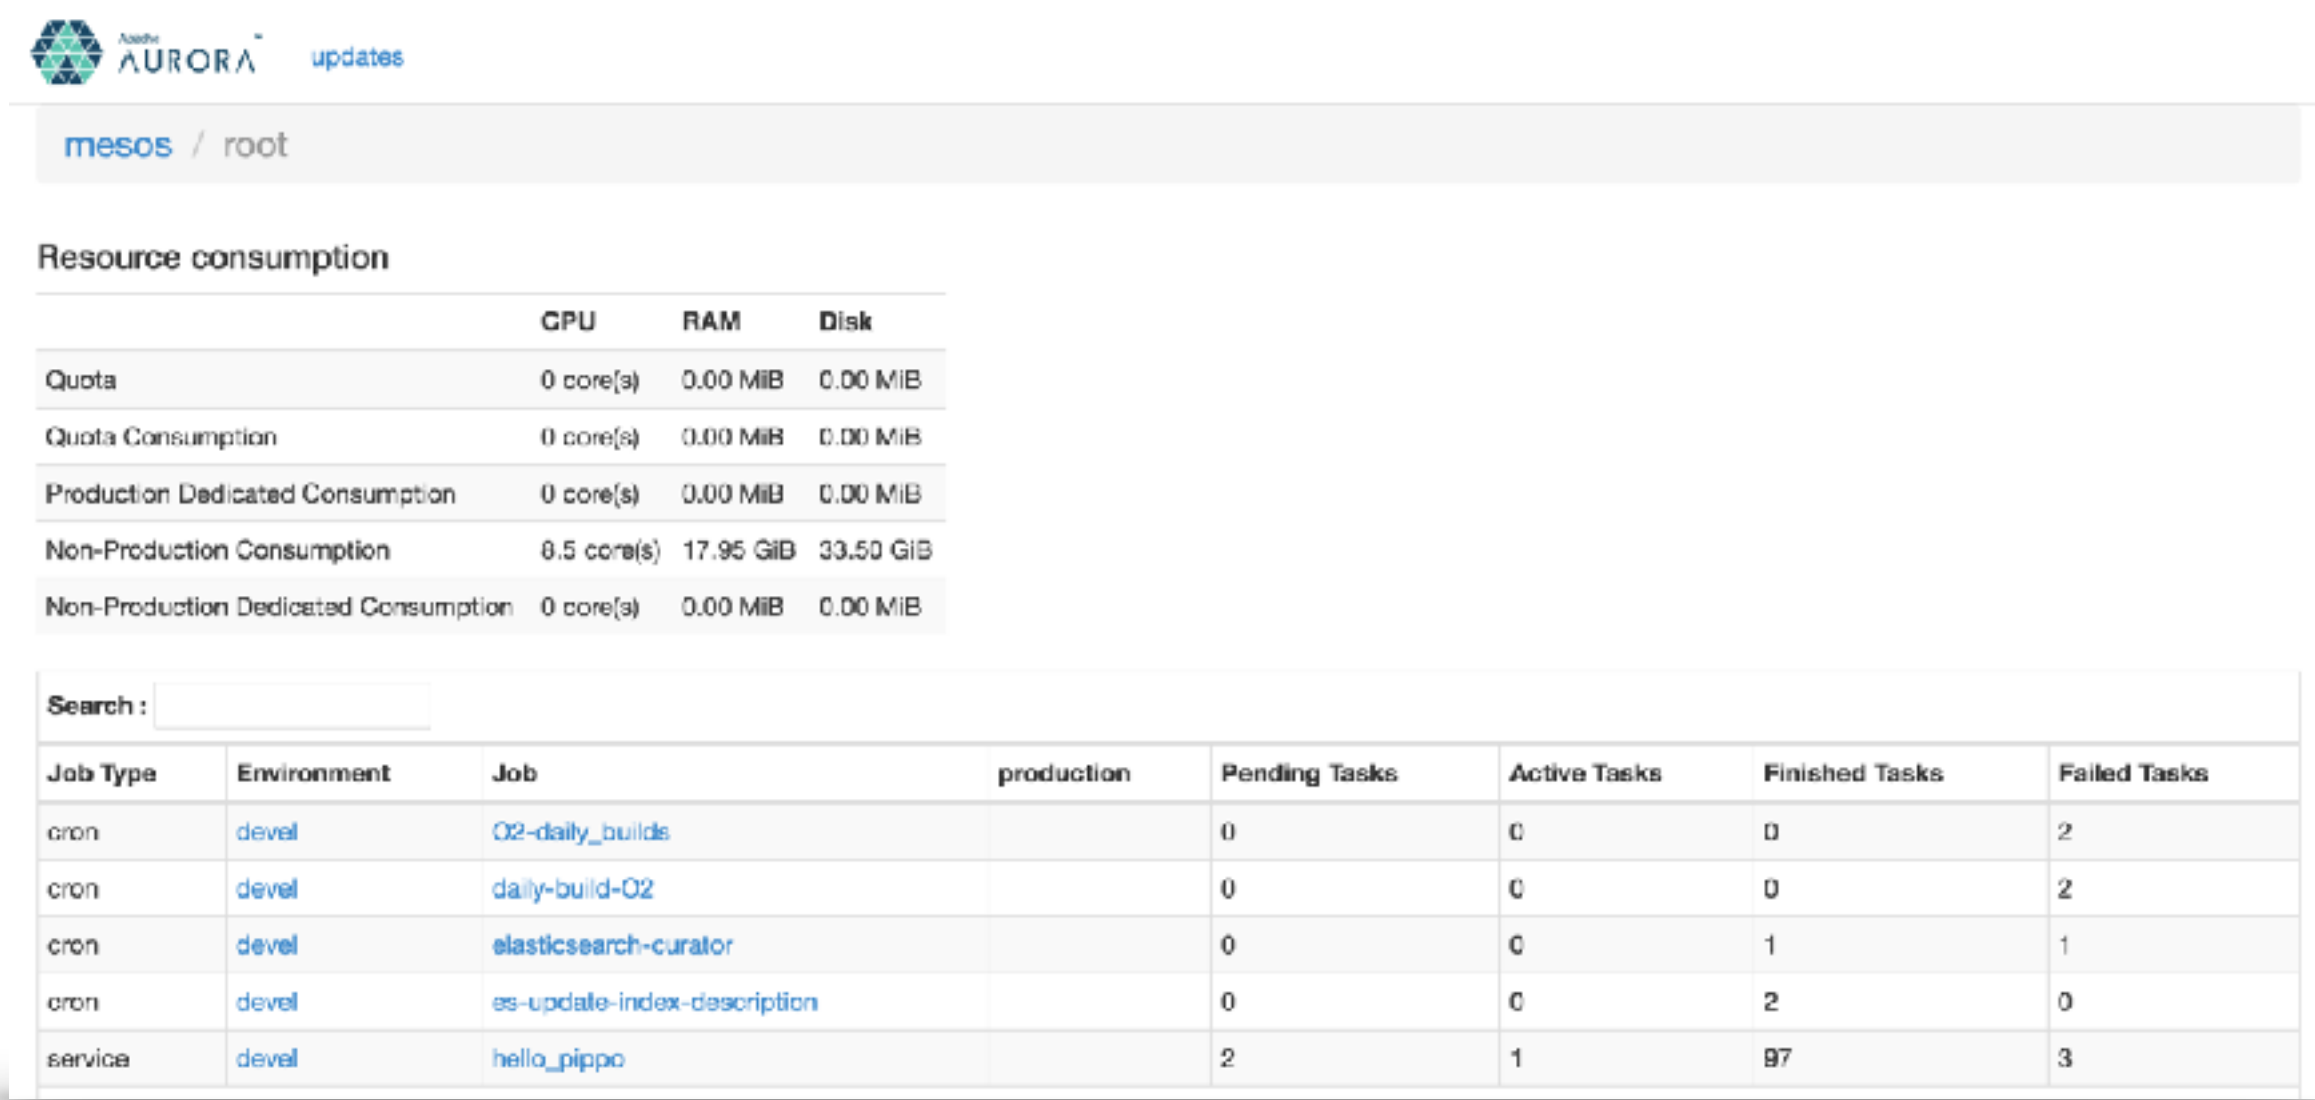 Apache
AURORA™ updates
mesos / root
Resource consumption
CPU RAM Disk
Quota 0 core(s) 0.00 MiB 0.00 MiB
Quota Consumption 0 core(s) 0.00 MiB 0.00 MiB
Production Dedicated Consumption 0 core(s) 0.00 MiB 0.00 MiB
Non-Production Consumption 8.5 core(s) 17.95 GiB 33.50 GiB
Non-Production Dedicated Consumption 0 core(s) 0.00 MiB 0.00 MiB
Search :
Job Type Environment Job production Pending Tasks Active Tasks Finished Tasks Failed Tasks
cron devel O2-daily_builds 0 0 0 2
cron devel daily-build-O2 0 0 0 2
cron devel elasticsearch-curator 0 0 1 1
cron devel es-update-index-description 0 0 2 0
service devel hello_pippo 2 1 97 3